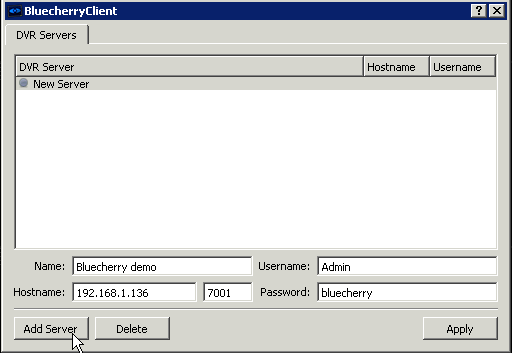 BluecherryClient
DVR Servers
DVR Server Hostname Username
New Server
Name: Bluecherry demo Username: Admin
Hostname: 192.168.1.136 7001 Password: bluecherry
Add Server Delete Apply